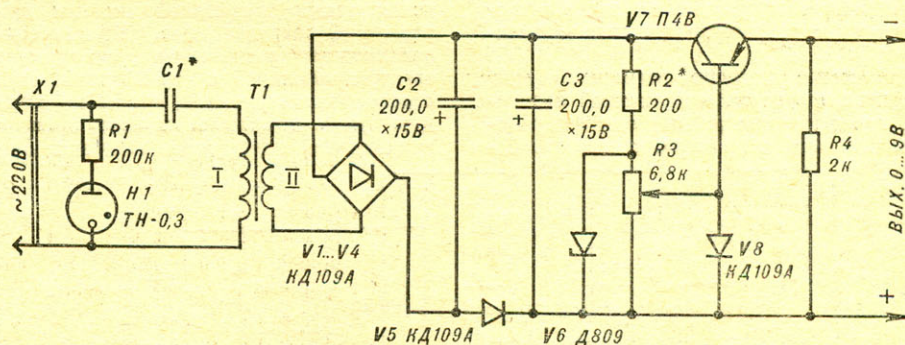 V7 П4В
−
X1
C1*
T1
C2
200,0
×15В
+
C3
200,0
×15В
+
R2*
200
R1
200к
~220В
I
II
R3
6,8к
R4
2к
ВЫХ. 0...9В
H1
ТН-0,3
V1...V4
КД109А
V8
КД109А
+
V5 КД109А
V6 Д809